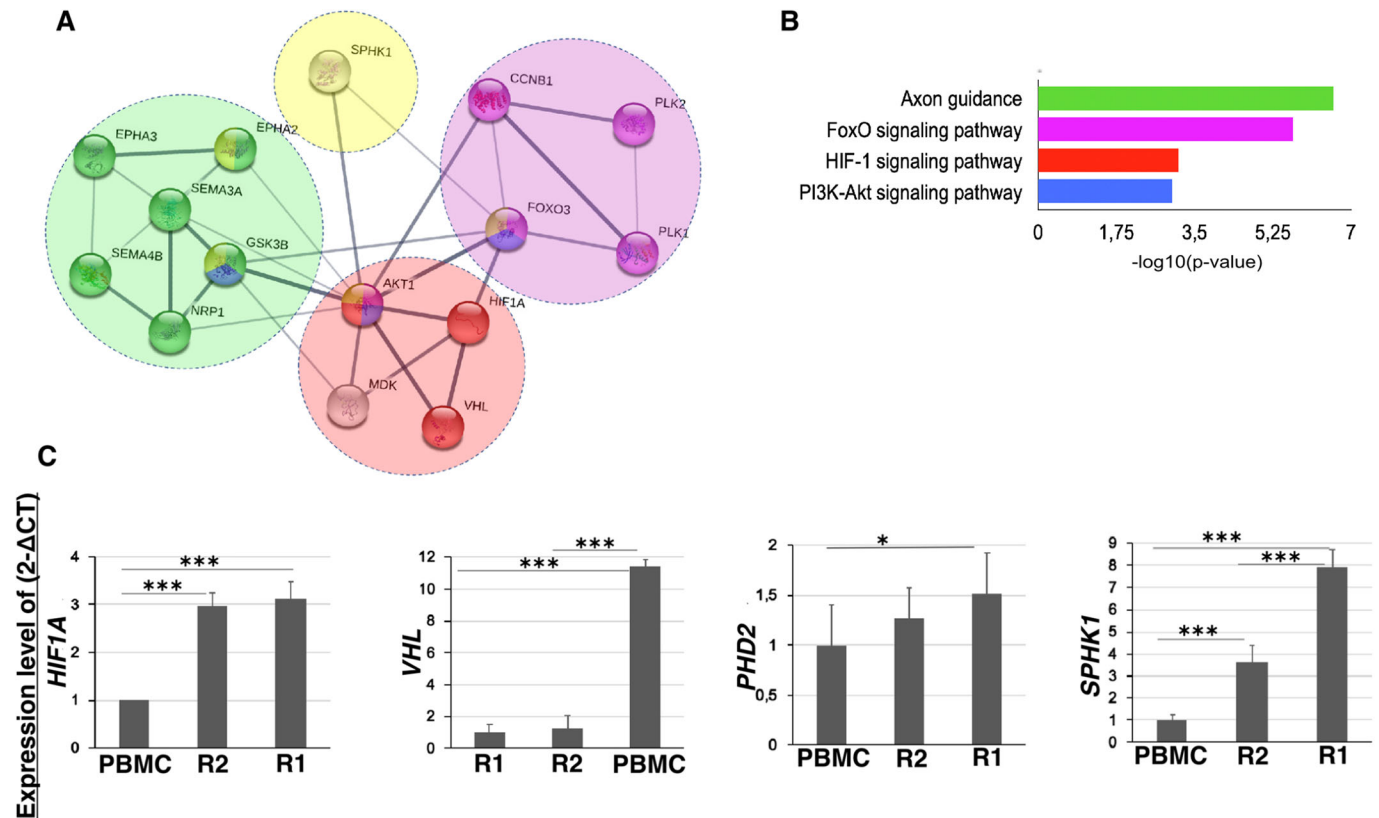 A
SPHK1
CCNB1
PLK2
EPHA3
EPHA2
SEMA3A
FOXO3
PLK1
GSK3B
SEMA4B
AKT1
HIF1A
NRP1
MDK
VHL
B
*
Axon guidance
FoxO signaling pathway
HIF-1 signaling pathway
PI3K-Akt signaling pathway
0 1,75 3,5 5,25 7
-log10(p-value)
C
Expression level of (2-ΔCT)
HIF1A
4
3
2
1
0
***
***
PBMC R2 R1
VHL
12
10
8
6
4
2
0
***
***
R1 R2 PBMC
PHD2
2
1,5
1
0,5
0
*
PBMC R2 R1
SPHK1
9
8
7
6
5
4
3
2
1
0
***
***
***
PBMC R2 R1